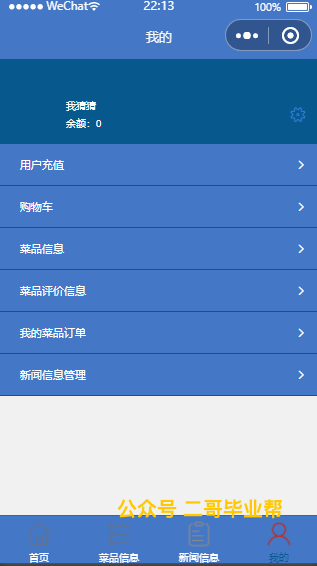 WeChat 22:13 100%
我的
我猜猜
余额：0
用户充值
购物车
菜品信息
菜品评价信息
我的菜品订单
新闻信息管理
公众号 二哥毕业帮
首页 菜品信息 新闻信息 我的